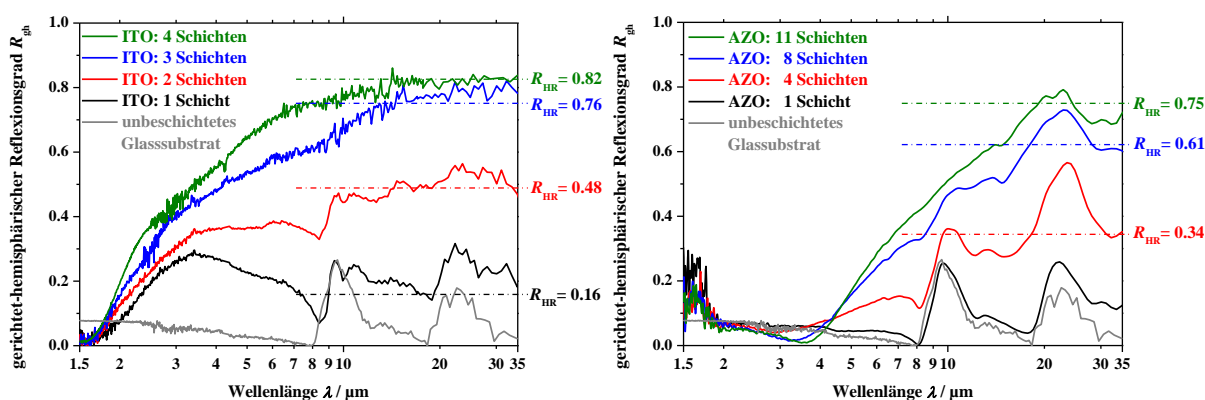 gerichtet-hemisphärischer Reflexionsgrad R_gh
1.0
0.8
0.6
0.4
0.2
0.0
ITO: 4 Schichten
ITO: 3 Schichten
ITO: 2 Schichten
ITO: 1 Schicht
unbeschichtetes
Glasssubstrat
R_HR = 0.82
R_HR = 0.76
R_HR = 0.48
R_HR = 0.16
1.5 2 3 4 5 6 7 8 9 10 20 30 35
Wellenlänge λ / µm
gerichtet-hemisphärischer Reflexionsgrad R_gh
1.0
0.8
0.6
0.4
0.2
0.0
AZO: 11 Schichten
AZO: 8 Schichten
AZO: 4 Schichten
AZO: 1 Schicht
unbeschichtetes
Glassubstrat
R_HR = 0.75
R_HR = 0.61
R_HR = 0.34
1.5 2 3 4 5 6 7 8 9 10 20 30 35
Wellenlänge λ / µm